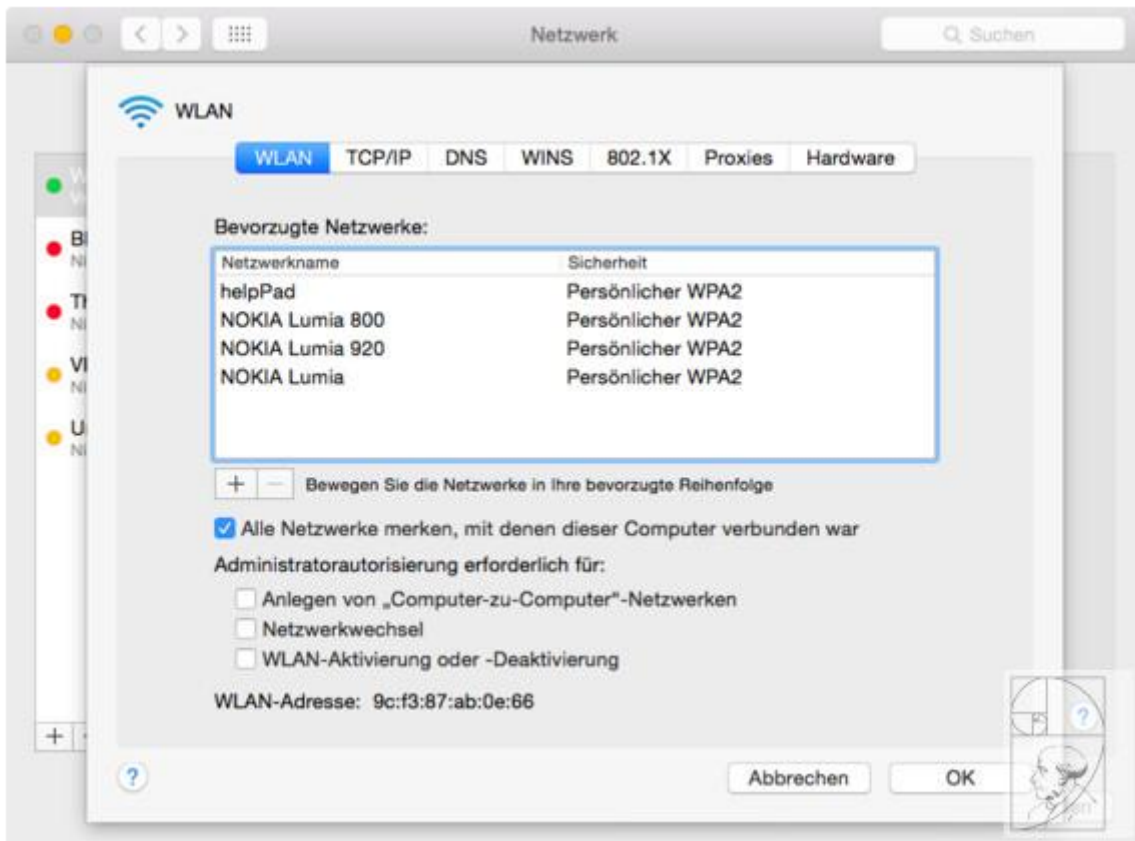 Netzwerk
Suchen
WLAN
WLAN TCP/IP DNS WINS 802.1X Proxies Hardware
Bevorzugte Netzwerke:
Netzwerkname Sicherheit
helpPad Persönlicher WPA2
NOKIA Lumia 800 Persönlicher WPA2
NOKIA Lumia 920 Persönlicher WPA2
NOKIA Lumia Persönlicher WPA2
+ − Bewegen Sie die Netzwerke in Ihre bevorzugte Reihenfolge
Alle Netzwerke merken, mit denen dieser Computer verbunden war
Administratorautorisierung erforderlich für:
Anlegen von „Computer-zu-Computer“-Netzwerken
Netzwerkwechsel
WLAN-Aktivierung oder -Deaktivierung
WLAN-Adresse: 9c:f3:87:ab:0e:66
+
? Abbrechen OK
?